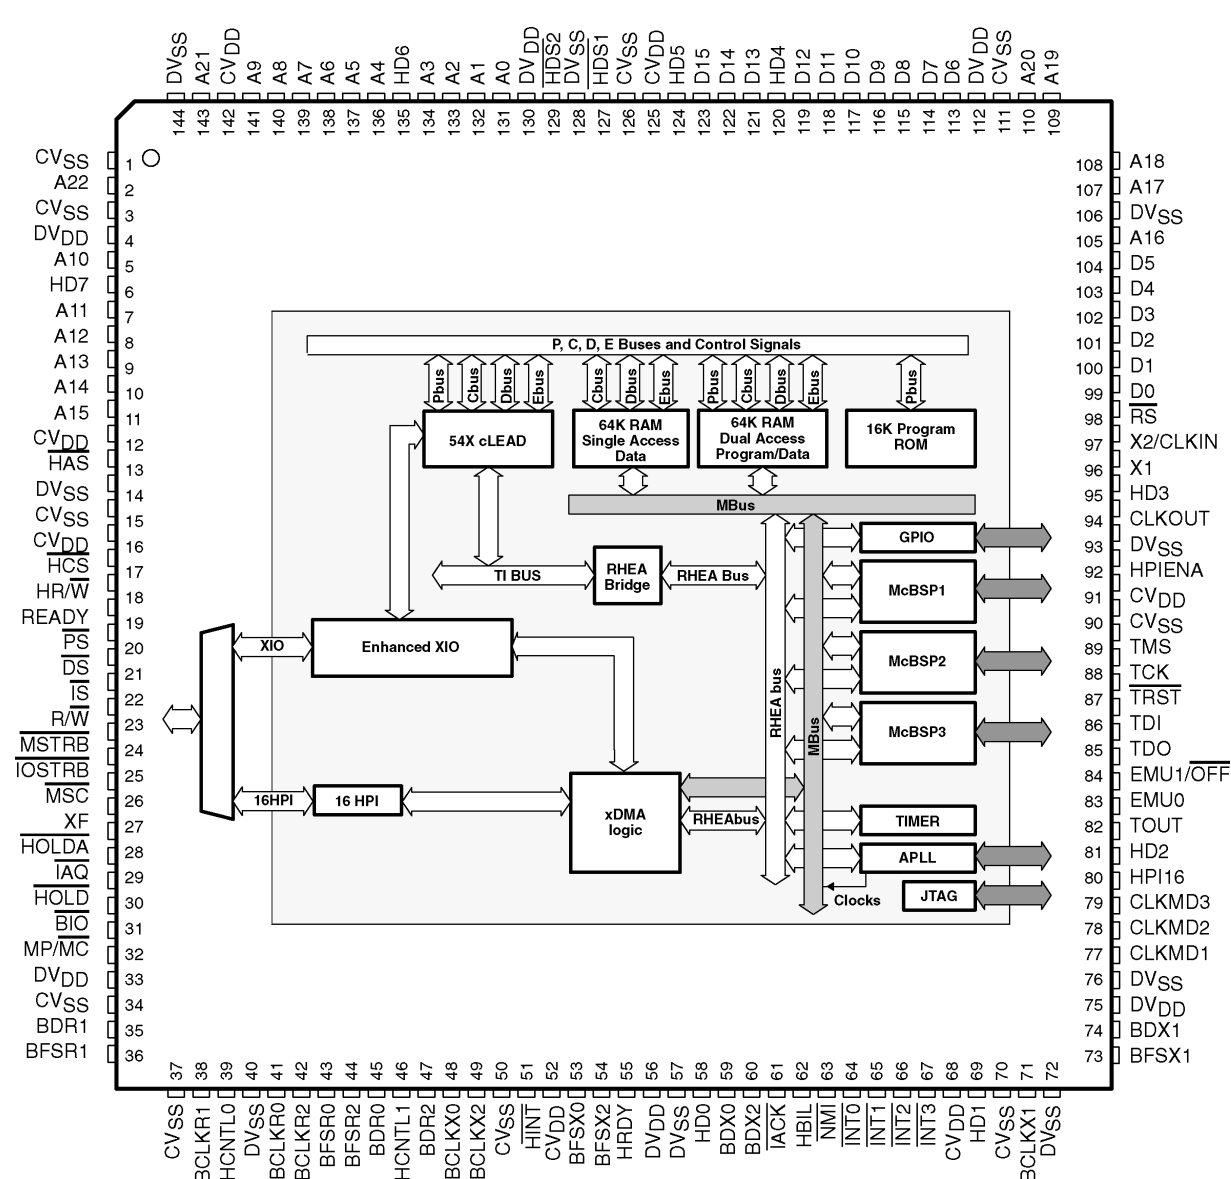 DVSS A21 CVDD A9 A8 A7 A6 A5 A4 HD6 A3 A2 A1 A0 DVDD HDS2 DVSS HDS1 CVSS CVDD HD5 D15 D14 D13 HD4 D12 D11 D10 D9 D8 D7 D6 DVDD CVSS A20 A19
144 143 142 141 140 139 138 137 136 135 134 133 132 131 130 129 128 127 126 125 124 123 122 121 120 119 118 117 116 115 114 113 112 111 110 109
CVSS 1 108 A18
A22 2 107 A17
CVSS 3 106 DVSS
DVDD 4 105 A16
A10 5 104 D5
HD7 6 103 D4
A11 7 102 D3
A12 8 101 D2
A13 9 100 D1
A14 10 99 D0
A15 11 98 RS
CVDD 12 97 X2/CLKIN
HAS 13 96 X1
DVSS 14 95 HD3
CVSS 15 94 CLKOUT
CVDD 16 93 DVSS
HCS 17 92 HPIENA
HR/W 18 91 CVDD
READY 19 90 CVSS
PS 20 89 TMS
DS 21 88 TCK
IS 22 87 TRST
R/W 23 86 TDI
MSTRB 24 85 TDO
IOSTRB 25 84 EMU1/OFF
MSC 26 83 EMU0
XF 27 82 TOUT
HOLDA 28 81 HD2
IAQ 29 80 HPI16
HOLD 30 79 CLKMD3
BIO 31 78 CLKMD2
MP/MC 32 77 CLKMD1
DVDD 33 76 DVSS
CVSS 34 75 DVDD
BDR1 35 74 BDX1
BFSR1 36 73 BFSX1
P, C, D, E Buses and Control Signals
Pbus Cbus Dbus Ebus Cbus Dbus Ebus Pbus Cbus Dbus Ebus Pbus
54X cLEAD
64K RAM
Single Access
Data
64K RAM
Dual Access
Program/Data
16K Program
ROM
MBus
GPIO
TI BUS
RHEA
Bridge
RHEA Bus
McBSP1
XIO
Enhanced XIO
McBSP2
RHEA bus
MBus
McBSP3
16HPI
16 HPI
xDMA
logic
RHEAbus
TIMER
APLL
Clocks
JTAG
37 38 39 40 41 42 43 44 45 46 47 48 49 50 51 52 53 54 55 56 57 58 59 60 61 62 63 64 65 66 67 68 69 70 71 72
CVSS BCLKR1 HCNTL0 DVSS BCLKR0 BCLKR2 BFSR0 BFSR2 BDR0 HCNTL1 BDR2 BCLKX0 BCLKX2 CVSS HINT CVDD BFSX0 BFSX2 HRDY DVDD DVSS HD0 BDX0 BDX2 IACK HBIL NMI INT0 INT1 INT2 INT3 CVDD HD1 CVSS BCLKX1 DVSS